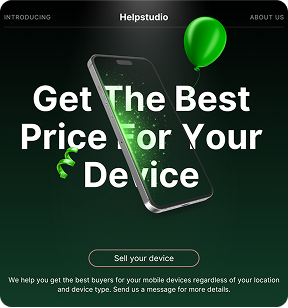 INTRODUCING
Helpstudio
ABOUT US
Get The Best
Price For Your
Device
Sell your device
We help you get the best buyers for your mobile devices regardless of your location
and device type. Send us a message for more details.